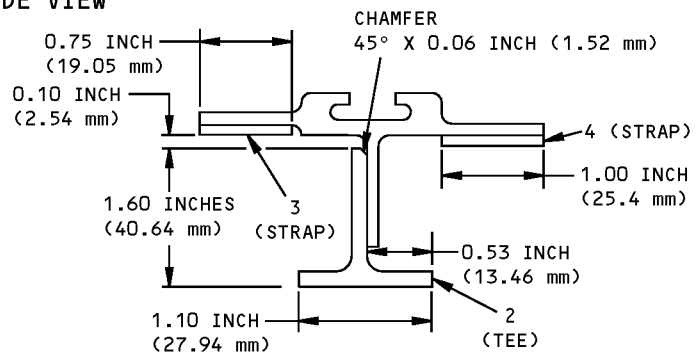 DE VIEW
CHAMFER
45° X 0.06 INCH (1.52 mm)
0.75 INCH
(19.05 mm)
0.10 INCH
(2.54 mm)
4 (STRAP)
1.00 INCH
(25.4 mm)
1.60 INCHES
(40.64 mm)
3
(STRAP)
0.53 INCH
(13.46 mm)
1.10 INCH
(27.94 mm)
2
(TEE)